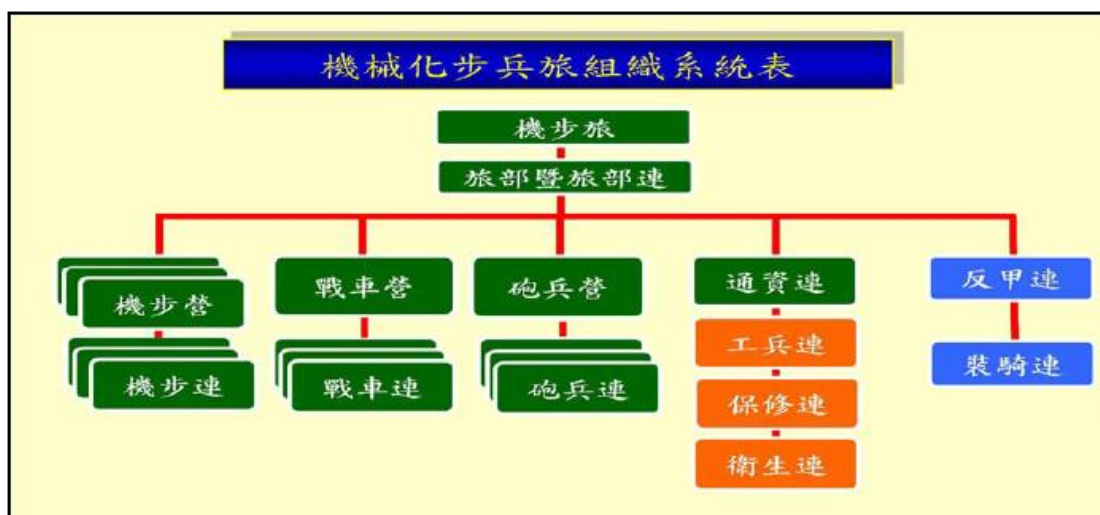 機械化步兵旅組織系統表
機步旅
旅部暨旅部連
機步營
戰車營
砲兵營
通資連
反甲連
機步連
戰車連
砲兵連
工兵連
裝騎連
保修連
衛生連